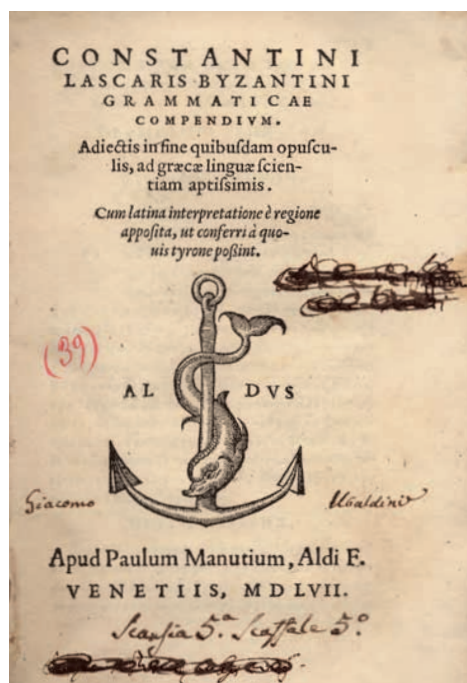 CONSTANTINI
LASCARIS BYZANTINI
GRAMMATICAE
COMPENDIVM.
Adiectis in fine quibuſdam opuſcu-
lis, ad græcæ linguæ ſcien-
tiam aptiſsimis.
Cum latina interpretatione è regione
appoſita, ut conferri à quo-
uis tyrone poßint.
(39)
AL DVS
Giacomo Ubaldini
Apud Paulum Manutium, Aldi F.
VENETIIS, MDLVII.
Scansia 5.ª Scaffale 5.º